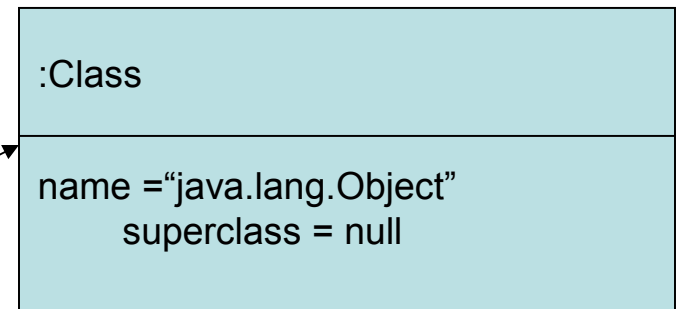 :Class
name =“java.lang.Object”
superclass = null